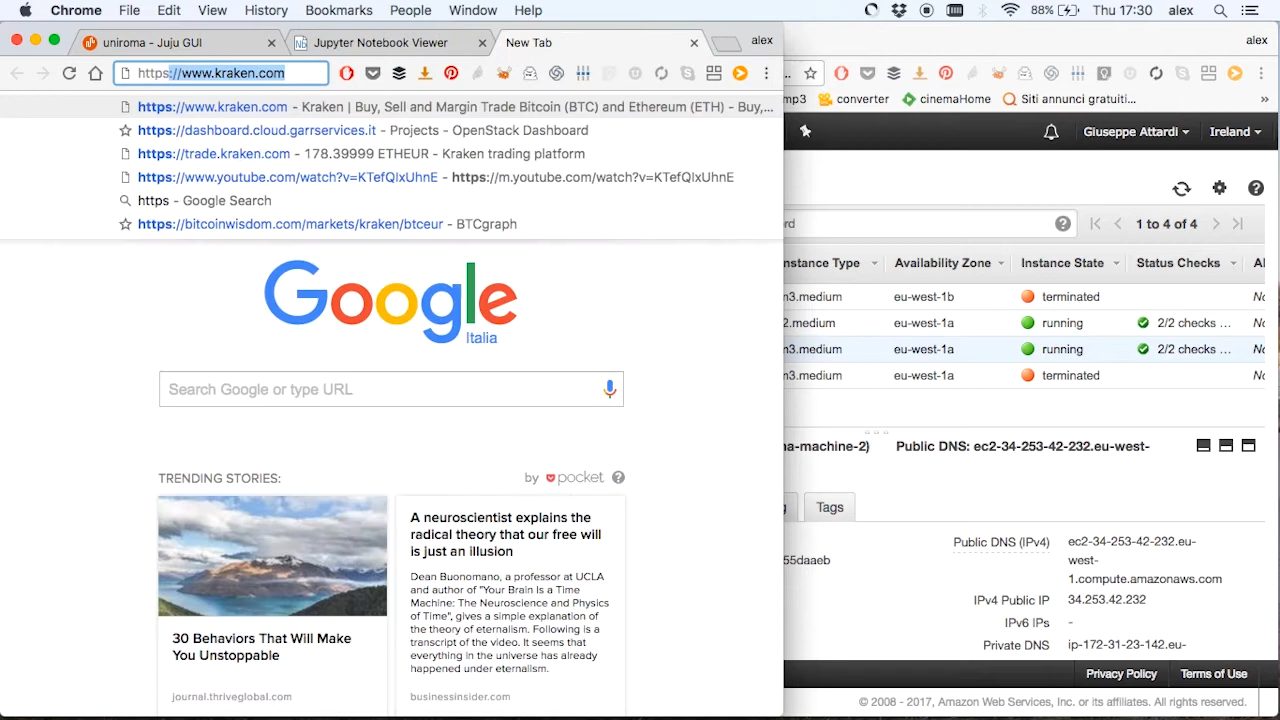 Chrome File Edit View History Bookmarks People Window Help 88% Thu 17:30 alex
uniroma - Juju GUI
Jupyter Notebook Viewer
New Tab
alex
https://www.kraken.com
https://www.kraken.com - Kraken | Buy, Sell and Margin Trade Bitcoin (BTC) and Ethereum (ETH) - Buy,...
https://dashboard.cloud.garrservices.it - Projects - OpenStack Dashboard
https://trade.kraken.com - 178.39999 ETHEUR - Kraken trading platform
https://www.youtube.com/watch?v=KTefQlxUhnE - https://m.youtube.com/watch?v=KTefQlxUhnE
https - Google Search
https://bitcoinwisdom.com/markets/kraken/btceur - BTCgraph
Google
Italia
Search Google or type URL
TRENDING STORIES:
by pocket
30 Behaviors That Will Make
You Unstoppable
journal.thriveglobal.com
A neuroscientist explains the
radical theory that our free will
is just an illusion
Dean Buonomano, a professor at UCLA
and author of "Your Brain Is a Time
Machine: The Neuroscience and Physics
of Time", gives a simple explanation of
the theory of eternalism. Following is a
transcript of the video. It seems that
everything in the universe has already
happened under eternalism.
businessinsider.com
alex
mp3 converter cinemaHome Siti annunci gratuiti...
Giuseppe Attardi Ireland
1 to 4 of 4
Instance Type Availability Zone Instance State Status Checks
m3.medium eu-west-1b terminated
2.medium eu-west-1a running 2/2 checks ...
m3.medium eu-west-1a running 2/2 checks ...
m3.medium eu-west-1a terminated
na-machine-2) Public DNS: ec2-34-253-42-232.eu-west-
Tags
55daaeb
Public DNS (IPv4) ec2-34-253-42-232.eu-
west-
1.compute.amazonaws.com
IPv4 Public IP 34.253.42.232
IPv6 IPs -
Private DNS ip-172-31-23-142.eu-
Privacy Policy Terms of Use
© 2008 - 2017, Amazon Web Services, Inc. or its affiliates. All rights reserved.